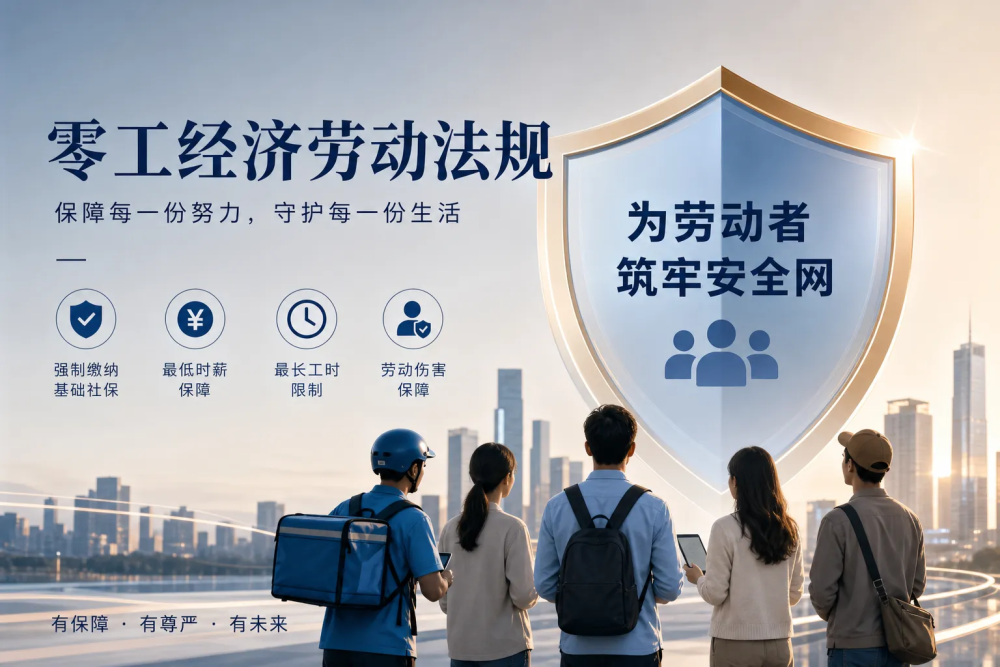 零工经济劳动法规
保障每一份努力，守护每一份生活
为劳动者
筑牢安全网
强制缴纳
基础社保
最低时薪
保障
最长工时
限制
劳动伤害
保障
有保障 · 有尊严 · 有未来